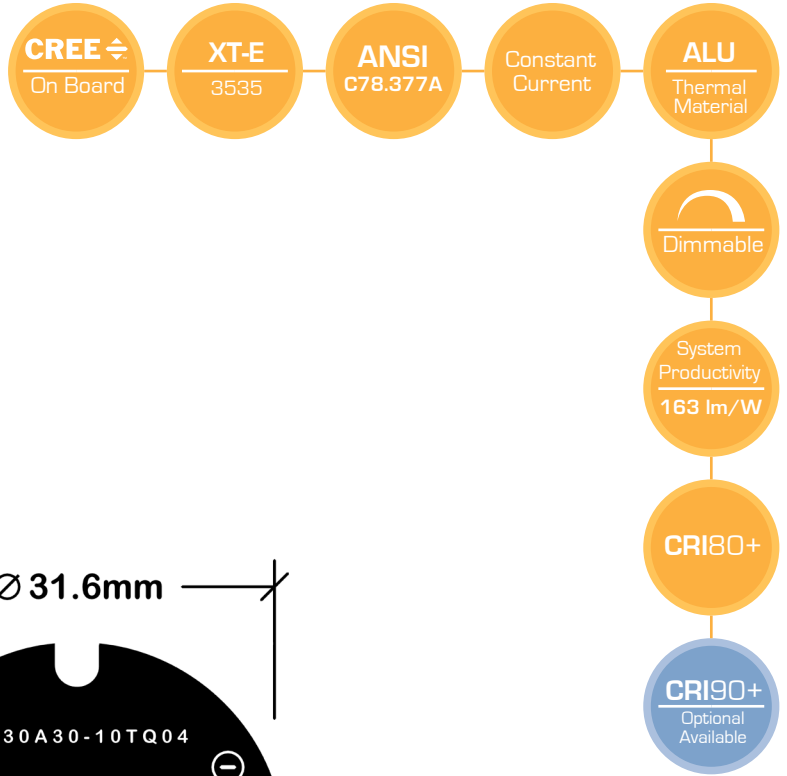 CREE
On Board
XT-E
3535
ANSI
C78.377A
Constant
Current
ALU
Thermal
Material
Dimmable
System
Productivity
163 lm/W
CRI80+
CRI90+
Optional
Available
Ø 31.6mm
30A30-10TQ04